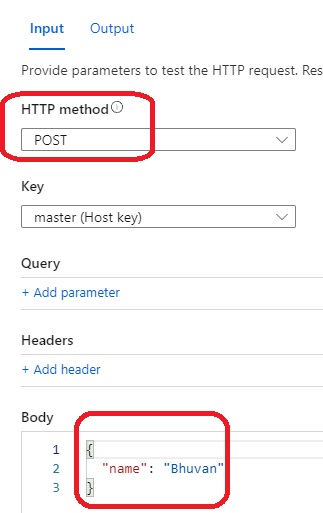 Input Output
Provide parameters to test the HTTP request. Res
HTTP method
POST
Key
master (Host key)
Query
+ Add parameter
Headers
+ Add header
Body
1 {
2 "name": "Bhuvan"
3 }